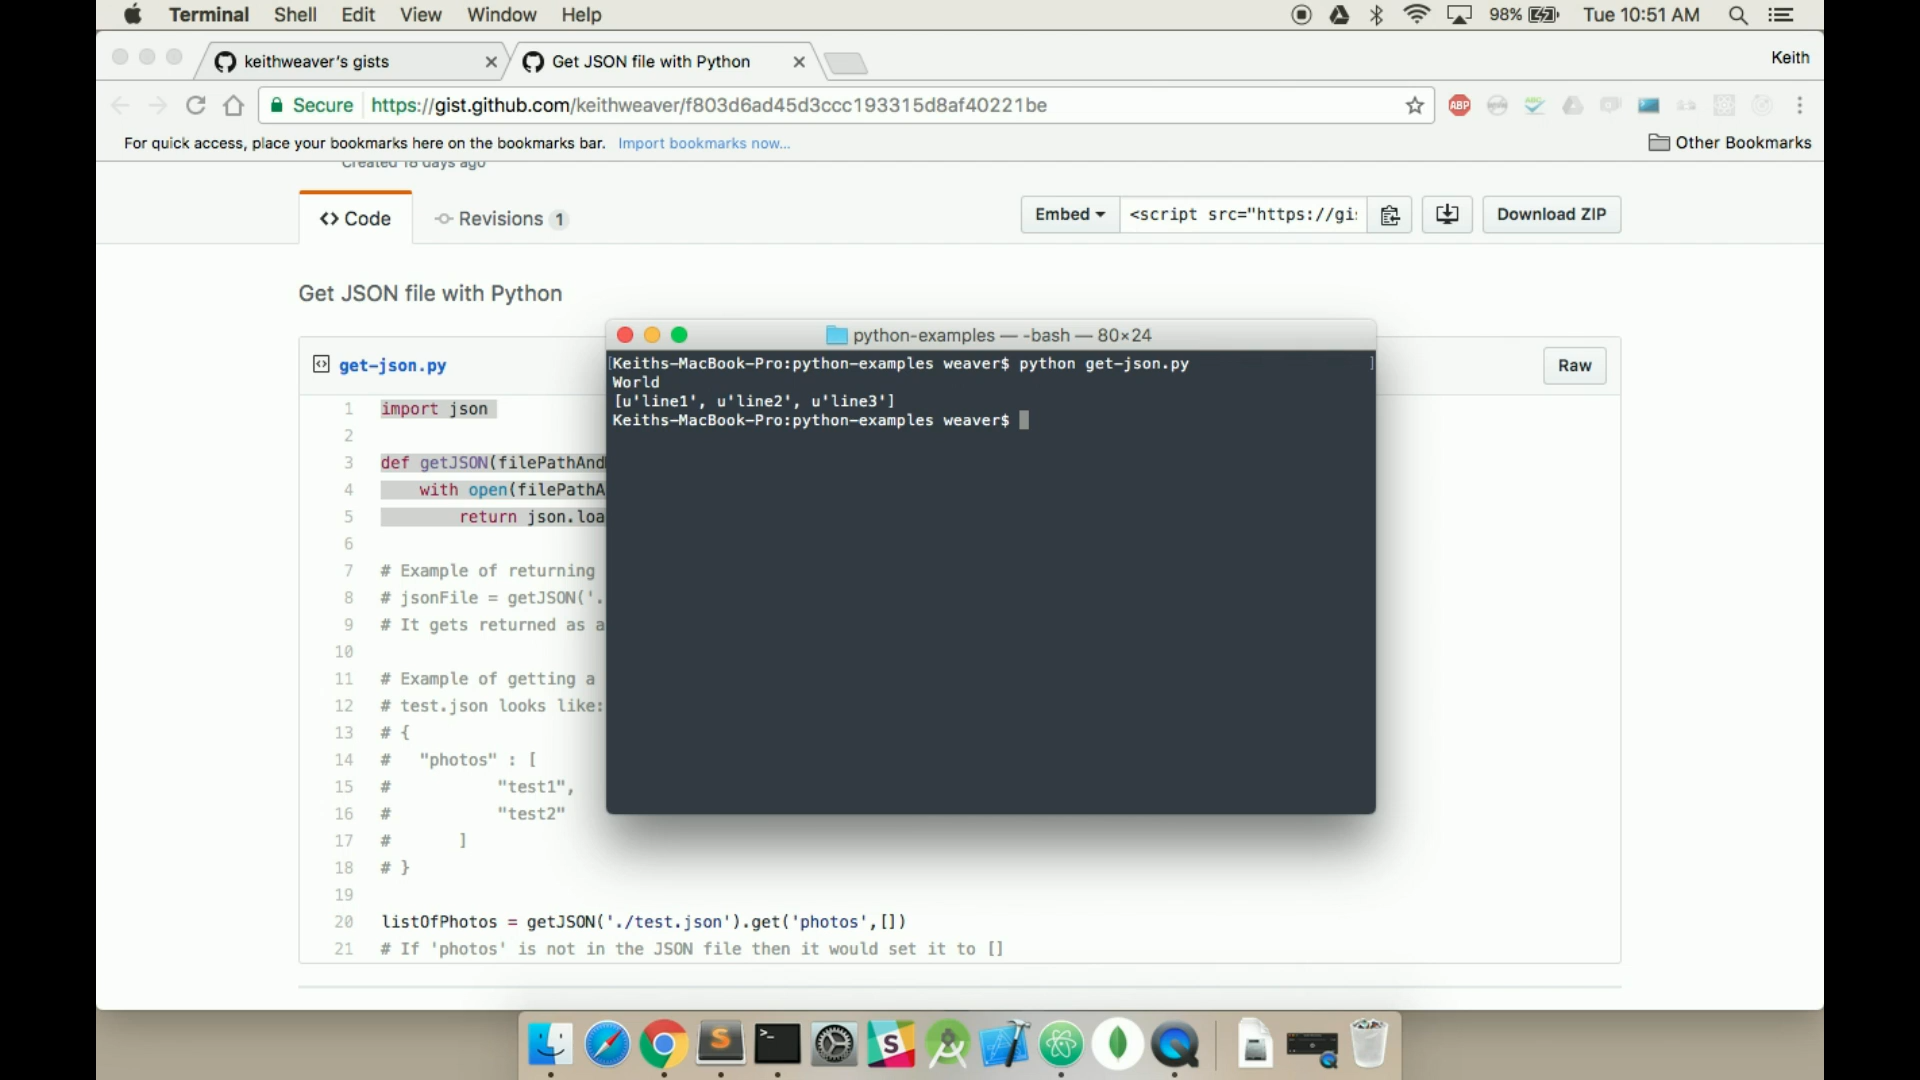 Terminal Shell Edit View Window Help 98% Tue 10:51 AM
keithweaver's gists Get JSON file with Python Keith
Secure https://gist.github.com/keithweaver/f803d6ad45d3ccc193315d8af40221be ABP
For quick access, place your bookmarks here on the bookmarks bar. Import bookmarks now... Other Bookmarks
Created 18 days ago
<> Code Revisions 1 Embed <script src="https://gi: Download ZIP
Get JSON file with Python
python-examples — -bash — 80×24
Keiths-MacBook-Pro:python-examples weaver$ python get-json.py
World
[u'line1', u'line2', u'line3']
Keiths-MacBook-Pro:python-examples weaver$
get-json.py Raw
1 import json
2
3 def getJSON(filePathAnd
4 with open(filePathA
5 return json.loa
6
7 # Example of returning
8 # jsonFile = getJSON('.
9 # It gets returned as a
10
11 # Example of getting a
12 # test.json looks like:
13 # {
14 # "photos" : [
15 # "test1",
16 # "test2"
17 # ]
18 # }
19
20 listOfPhotos = getJSON('./test.json').get('photos',[])
21 # If 'photos' is not in the JSON file then it would set it to []